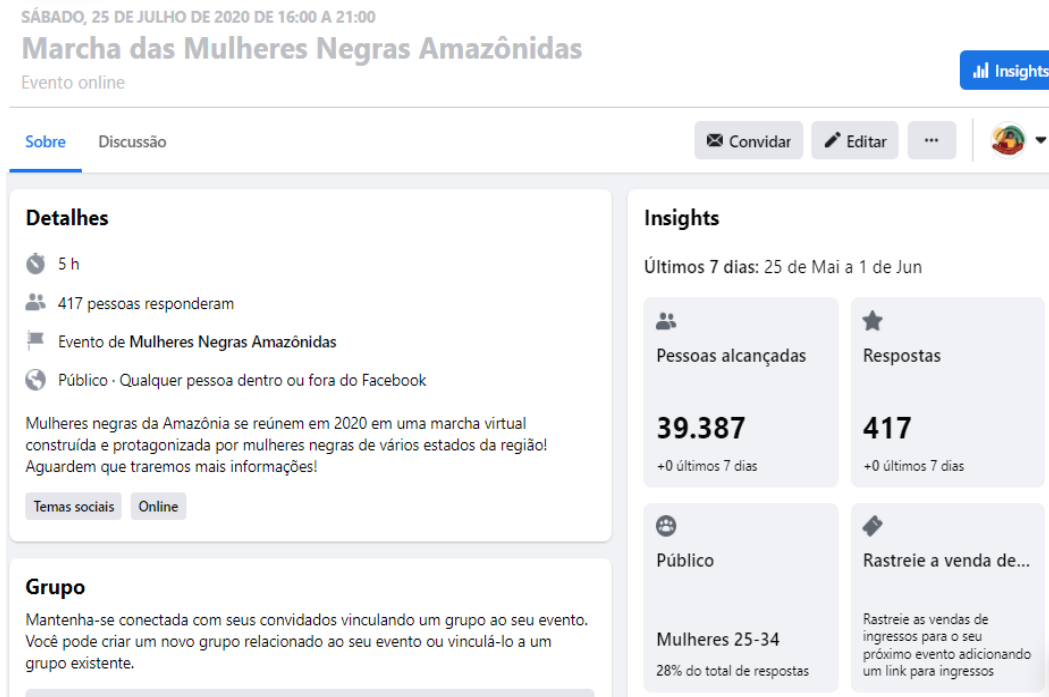 SÁBADO, 25 DE JULHO DE 2020 DE 16:00 A 21:00
Marcha das Mulheres Negras Amazônidas
Evento online
Insights
Sobre
Discussão
Convidar
Editar
...
Detalhes
5 h
417 pessoas responderam
Evento de Mulheres Negras Amazônidas
Público · Qualquer pessoa dentro ou fora do Facebook
Mulheres negras da Amazônia se reúnem em 2020 em uma marcha virtual
construída e protagonizada por mulheres negras de vários estados da região!
Aguardem que traremos mais informações!
Temas sociais
Online
Grupo
Mantenha-se conectada com seus convidados vinculando um grupo ao seu evento.
Você pode criar um novo grupo relacionado ao seu evento ou vinculá-lo a um
grupo existente.
Insights
Últimos 7 dias: 25 de Mai a 1 de Jun
Pessoas alcançadas
39.387
+0 últimos 7 dias
Respostas
417
+0 últimos 7 dias
Público
Mulheres 25-34
28% do total de respostas
Rastreie a venda de...
Rastreie as vendas de
ingressos para o seu
próximo evento adicionando
um link para ingressos